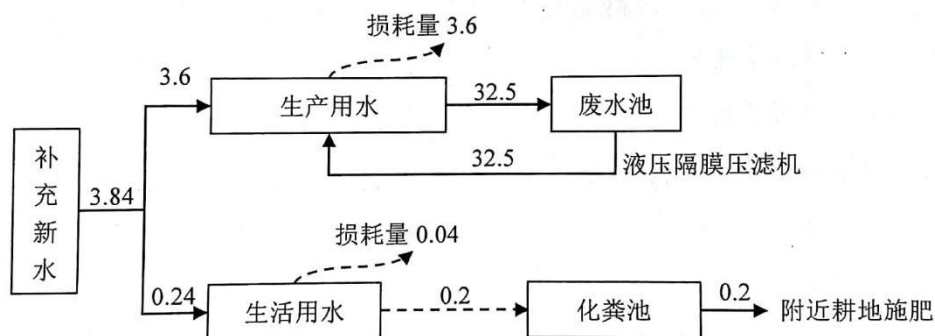 损耗量 3.6
3.6
生产用水
32.5
废水池
32.5
液压隔膜压滤机
补充新水
3.84
损耗量 0.04
0.24
生活用水
0.2
化粪池
0.2
附近耕地施肥